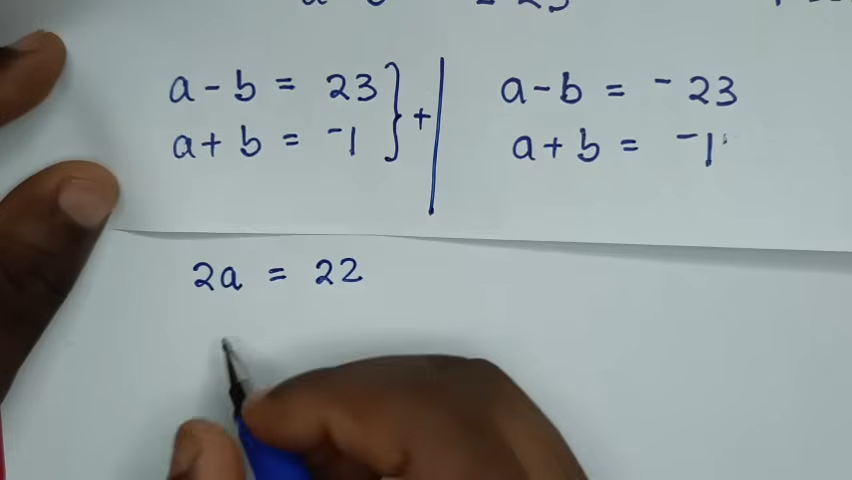 a - b = 23 } + | a - b = -23
a + b = -1 a + b = -1
2a = 22